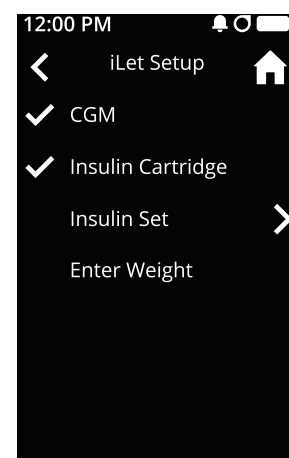 12:00 PM
iLet Setup
CGM
Insulin Cartridge
Insulin Set
Enter Weight